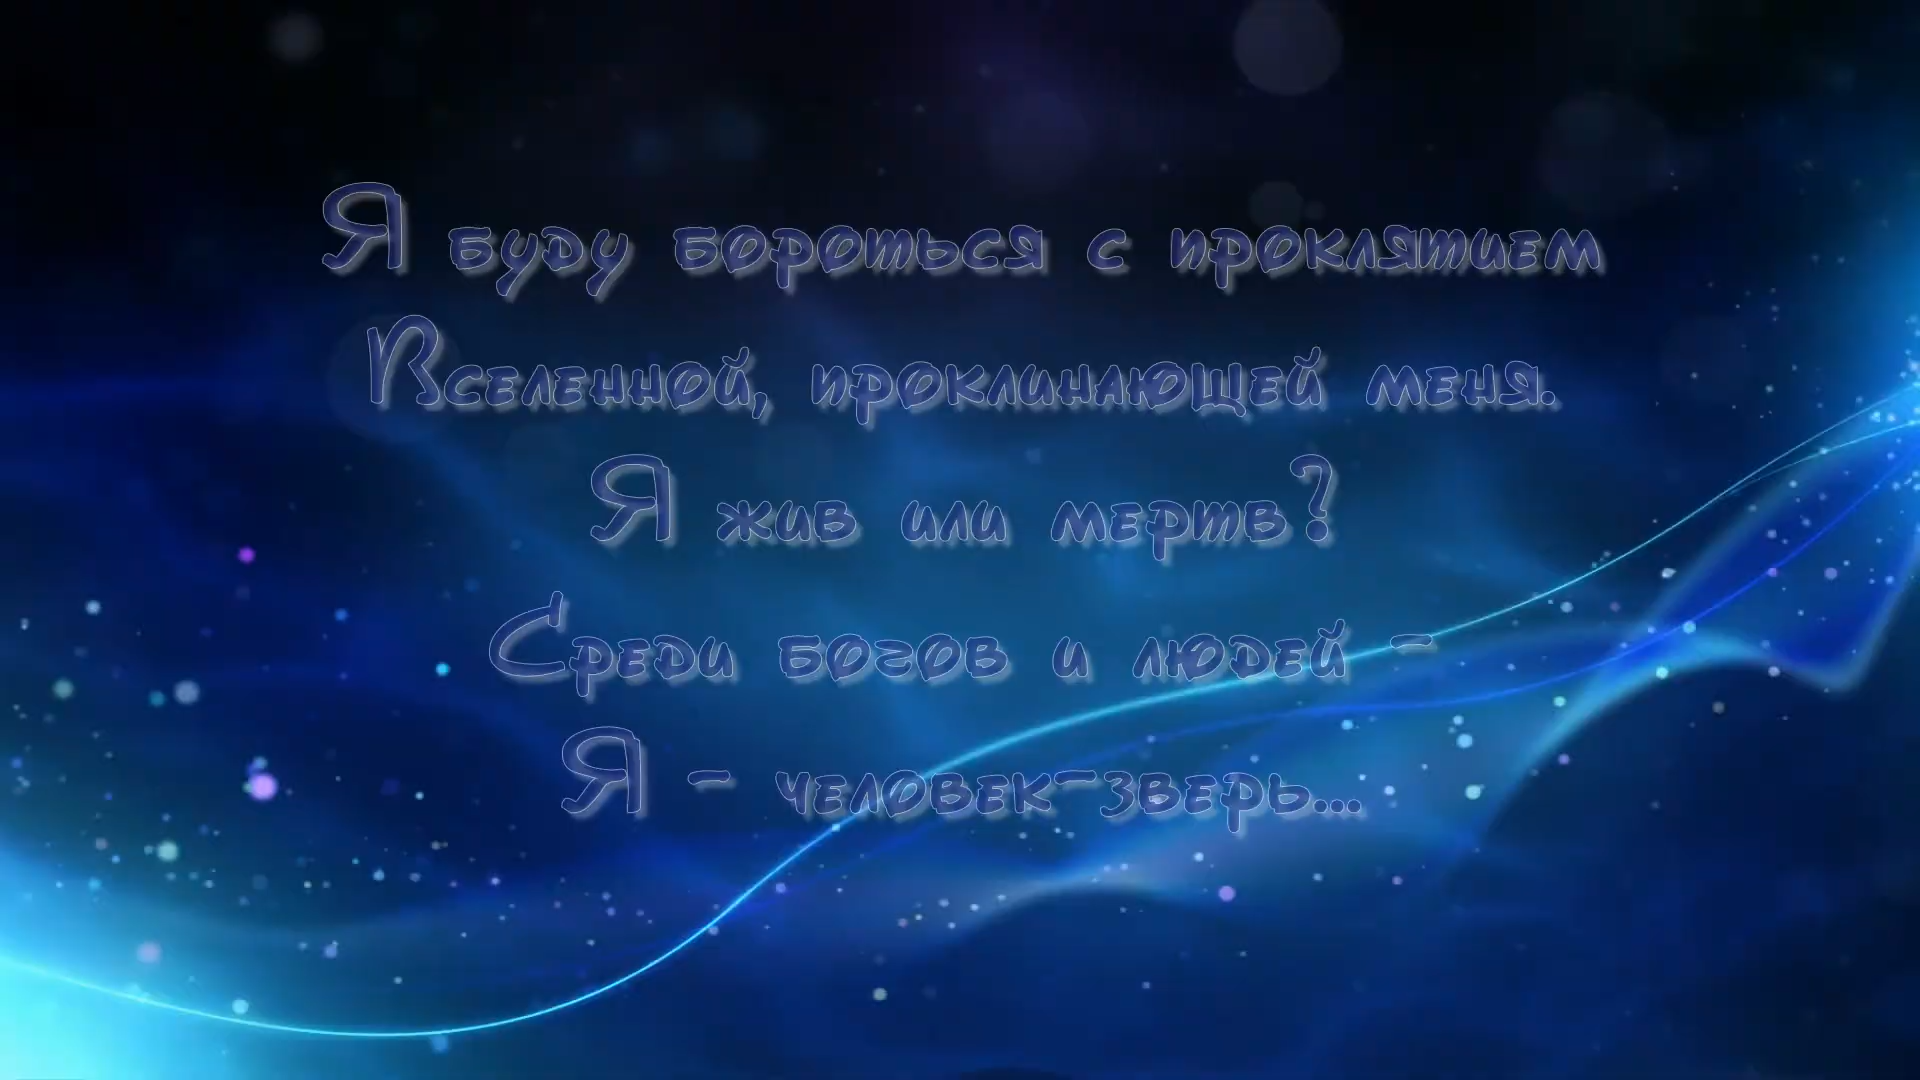 Я буду бороться с проклятием
Вселенной, проклинающей меня.
Я жив или мертв?
Среди богов и людей -
Я - человек-зверь...